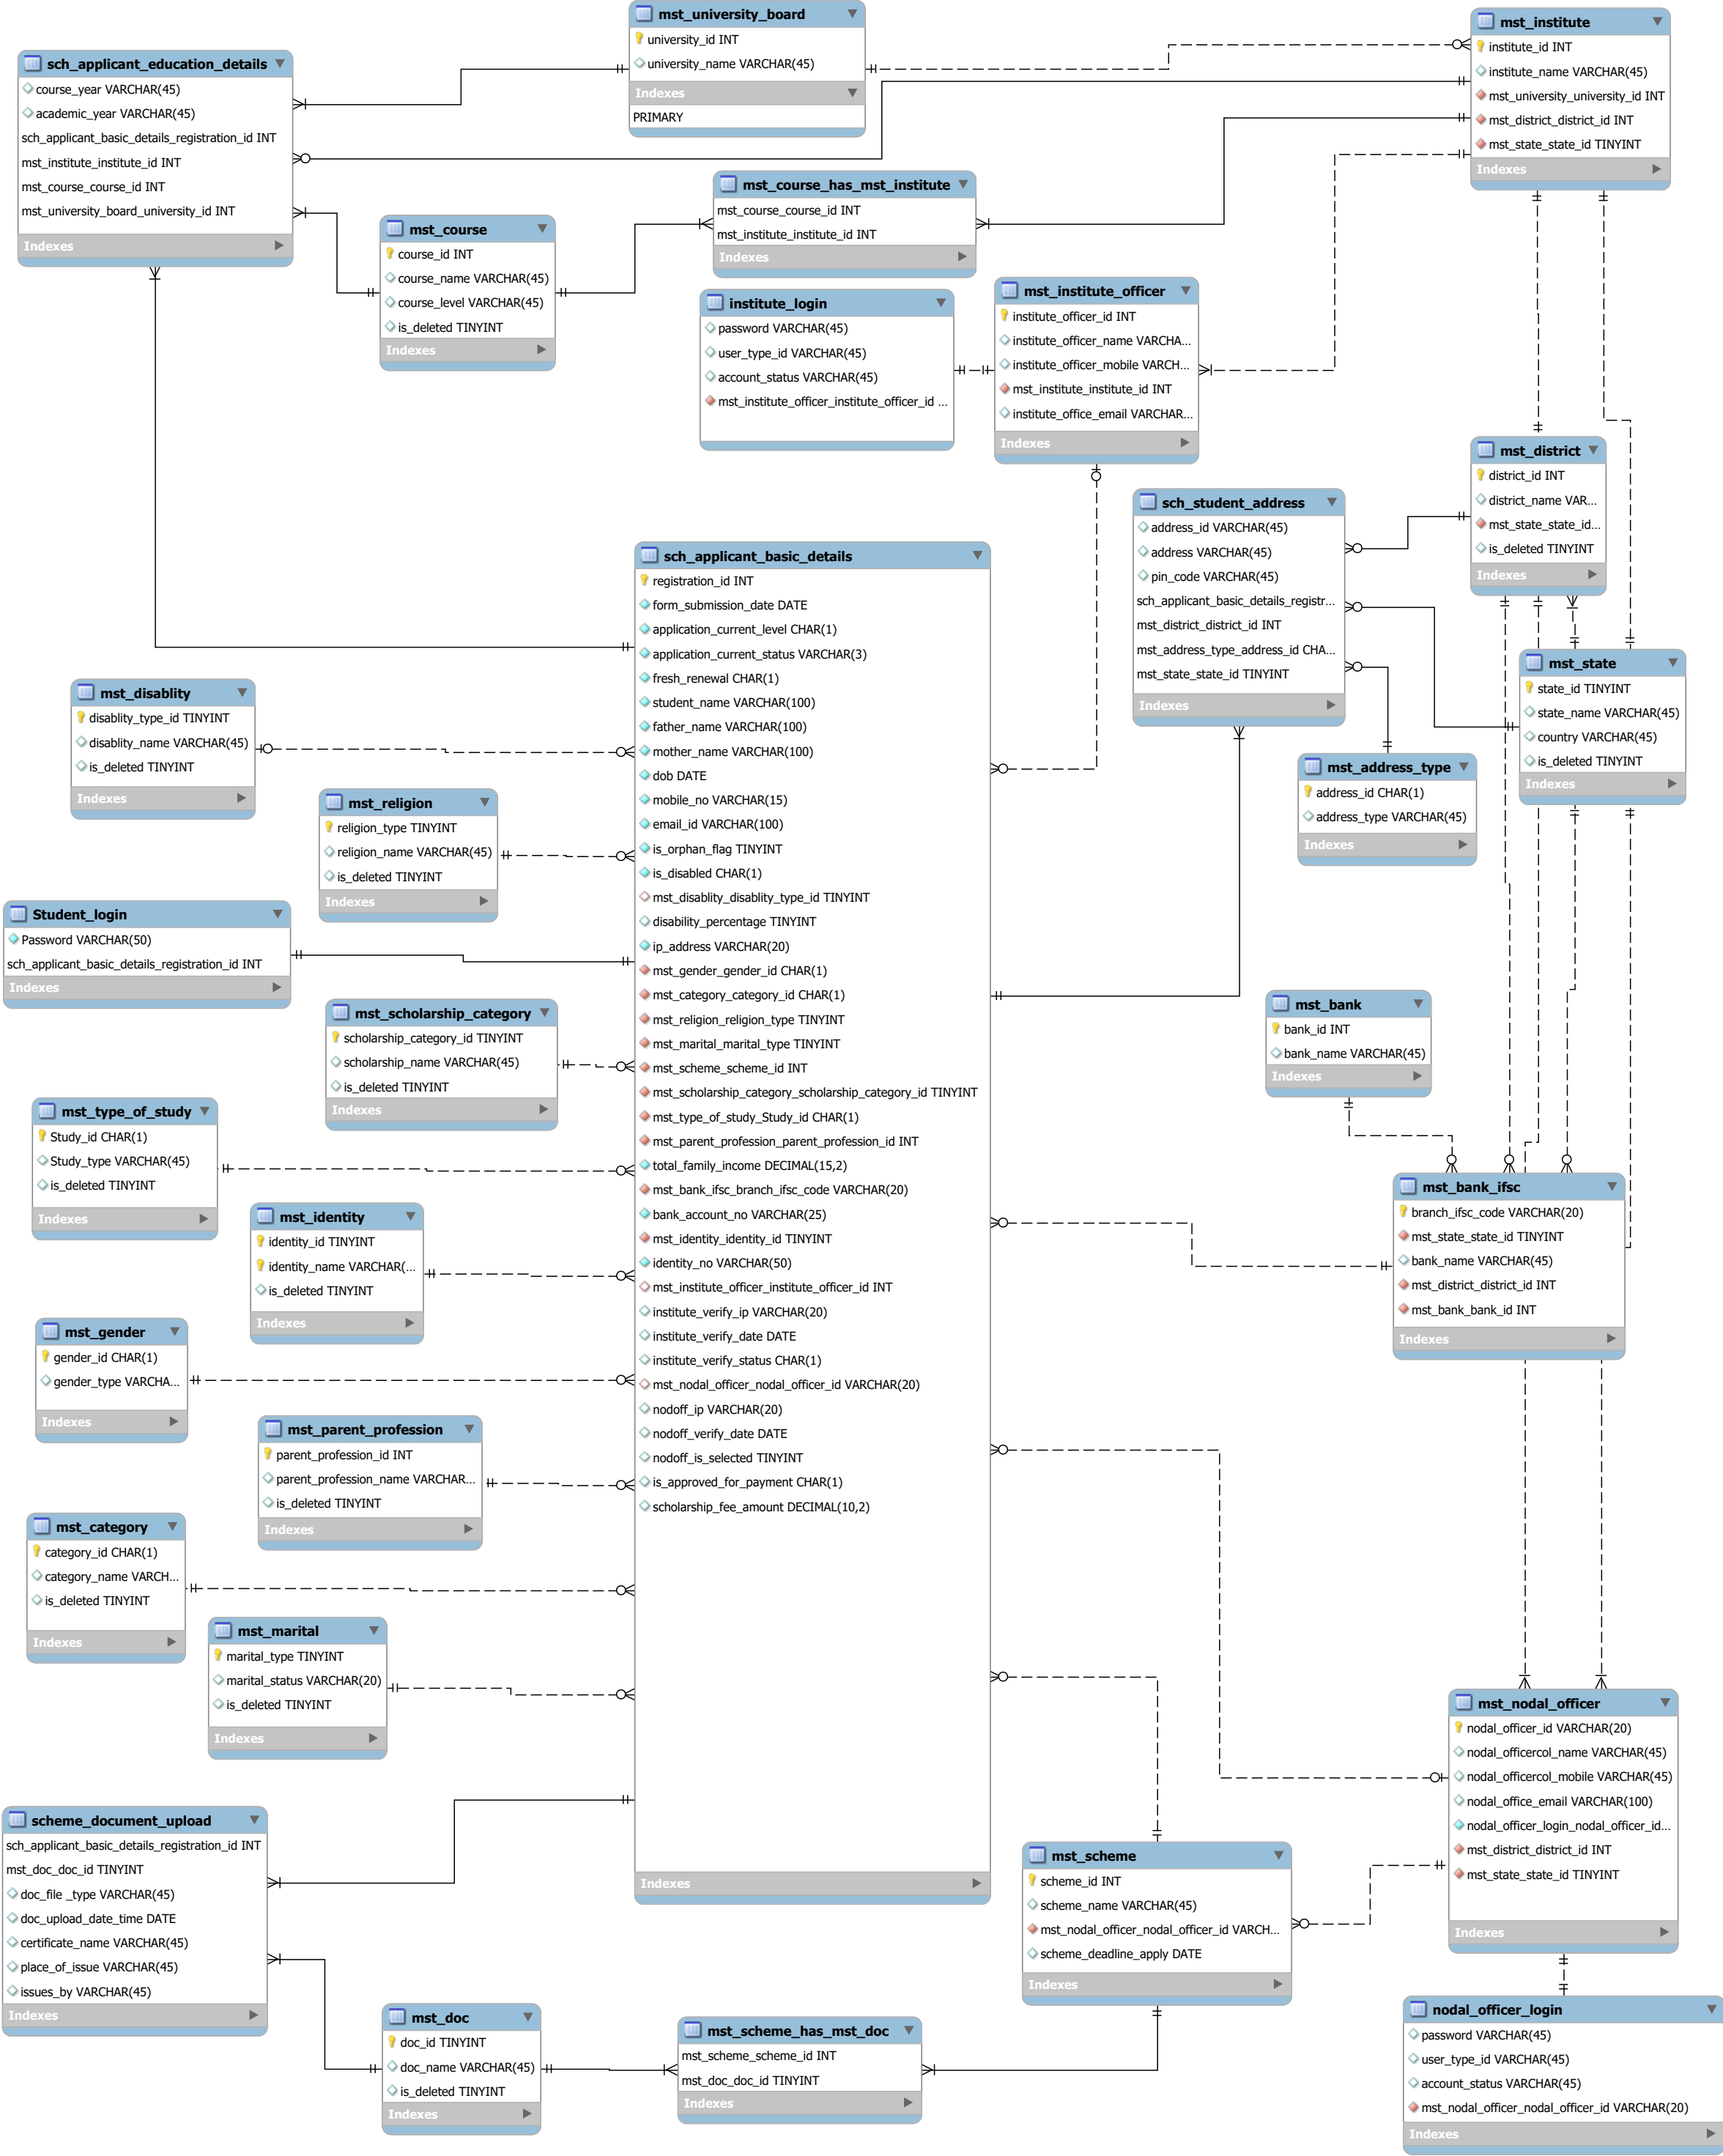 mst_university_board
university_id INT
university_name VARCHAR(45)
Indexes
PRIMARY
mst_institute
institute_id INT
institute_name VARCHAR(45)
mst_university_university_id INT
mst_district_district_id INT
mst_state_state_id TINYINT
Indexes
sch_applicant_education_details
course_year VARCHAR(45)
academic_year VARCHAR(45)
sch_applicant_basic_details_registration_id INT
mst_institute_institute_id INT
mst_course_course_id INT
mst_university_board_university_id INT
Indexes
mst_course_has_mst_institute
mst_course_course_id INT
mst_institute_institute_id INT
Indexes
mst_course
course_id INT
course_name VARCHAR(45)
course_level VARCHAR(45)
is_deleted TINYINT
Indexes
institute_login
password VARCHAR(45)
user_type_id VARCHAR(45)
account_status VARCHAR(45)
mst_institute_officer_institute_officer_id ...
mst_institute_officer
institute_officer_id INT
institute_officer_name VARCHA...
institute_officer_mobile VARCH...
mst_institute_institute_id INT
institute_office_email VARCHAR...
Indexes
mst_district
district_id INT
district_name VAR...
mst_state_state_id...
is_deleted TINYINT
Indexes
sch_student_address
address_id VARCHAR(45)
address VARCHAR(45)
pin_code VARCHAR(45)
sch_applicant_basic_details_registr...
mst_district_district_id INT
mst_address_type_address_id CHA...
mst_state_state_id TINYINT
Indexes
sch_applicant_basic_details
registration_id INT
form_submission_date DATE
application_current_level CHAR(1)
application_current_status VARCHAR(3)
fresh_renewal CHAR(1)
student_name VARCHAR(100)
father_name VARCHAR(100)
mother_name VARCHAR(100)
dob DATE
mobile_no VARCHAR(15)
email_id VARCHAR(100)
is_orphan_flag TINYINT
is_disabled CHAR(1)
mst_disablity_disablity_type_id TINYINT
disability_percentage TINYINT
ip_address VARCHAR(20)
mst_gender_gender_id CHAR(1)
mst_category_category_id CHAR(1)
mst_religion_religion_type TINYINT
mst_marital_marital_type TINYINT
mst_scheme_scheme_id INT
mst_scholarship_category_scholarship_category_id TINYINT
mst_type_of_study_Study_id CHAR(1)
mst_parent_profession_parent_profession_id INT
total_family_income DECIMAL(15,2)
mst_bank_ifsc_branch_ifsc_code VARCHAR(20)
bank_account_no VARCHAR(25)
mst_identity_identity_id TINYINT
identity_no VARCHAR(50)
mst_institute_officer_institute_officer_id INT
institute_verify_ip VARCHAR(20)
institute_verify_date DATE
institute_verify_status CHAR(1)
mst_nodal_officer_nodal_officer_id VARCHAR(20)
nodoff_ip VARCHAR(20)
nodoff_verify_date DATE
nodoff_is_selected TINYINT
is_approved_for_payment CHAR(1)
scholarship_fee_amount DECIMAL(10,2)
Indexes
mst_state
state_id TINYINT
state_name VARCHAR(45)
country VARCHAR(45)
is_deleted TINYINT
Indexes
mst_address_type
address_id CHAR(1)
address_type VARCHAR(45)
Indexes
mst_disablity
disablity_type_id TINYINT
disablity_name VARCHAR(45)
is_deleted TINYINT
Indexes
mst_religion
religion_type TINYINT
religion_name VARCHAR(45)
is_deleted TINYINT
Indexes
Student_login
Password VARCHAR(50)
sch_applicant_basic_details_registration_id INT
Indexes
mst_scholarship_category
scholarship_category_id TINYINT
scholarship_name VARCHAR(45)
is_deleted TINYINT
Indexes
mst_bank
bank_id INT
bank_name VARCHAR(45)
Indexes
mst_type_of_study
Study_id CHAR(1)
Study_type VARCHAR(45)
is_deleted TINYINT
Indexes
mst_bank_ifsc
branch_ifsc_code VARCHAR(20)
mst_state_state_id TINYINT
bank_name VARCHAR(45)
mst_district_district_id INT
mst_bank_bank_id INT
Indexes
mst_identity
identity_id TINYINT
identity_name VARCHAR(...
is_deleted TINYINT
Indexes
mst_gender
gender_id CHAR(1)
gender_type VARCHA...
Indexes
mst_parent_profession
parent_profession_id INT
parent_profession_name VARCHAR...
is_deleted TINYINT
Indexes
mst_category
category_id CHAR(1)
category_name VARCH...
is_deleted TINYINT
Indexes
mst_marital
marital_type TINYINT
marital_status VARCHAR(20)
is_deleted TINYINT
Indexes
mst_nodal_officer
nodal_officer_id VARCHAR(20)
nodal_officercol_name VARCHAR(45)
nodal_officercol_mobile VARCHAR(45)
nodal_office_email VARCHAR(100)
nodal_officer_login_nodal_officer_id...
mst_district_district_id INT
mst_state_state_id TINYINT
Indexes
scheme_document_upload
sch_applicant_basic_details_registration_id INT
mst_doc_doc_id TINYINT
doc_file _type VARCHAR(45)
doc_upload_date_time DATE
certificate_name VARCHAR(45)
place_of_issue VARCHAR(45)
issues_by VARCHAR(45)
Indexes
mst_scheme
scheme_id INT
scheme_name VARCHAR(45)
mst_nodal_officer_nodal_officer_id VARCH...
scheme_deadline_apply DATE
Indexes
mst_doc
doc_id TINYINT
doc_name VARCHAR(45)
is_deleted TINYINT
Indexes
mst_scheme_has_mst_doc
mst_scheme_scheme_id INT
mst_doc_doc_id TINYINT
Indexes
nodal_officer_login
password VARCHAR(45)
user_type_id VARCHAR(45)
account_status VARCHAR(45)
mst_nodal_officer_nodal_officer_id VARCHAR(20)
Indexes